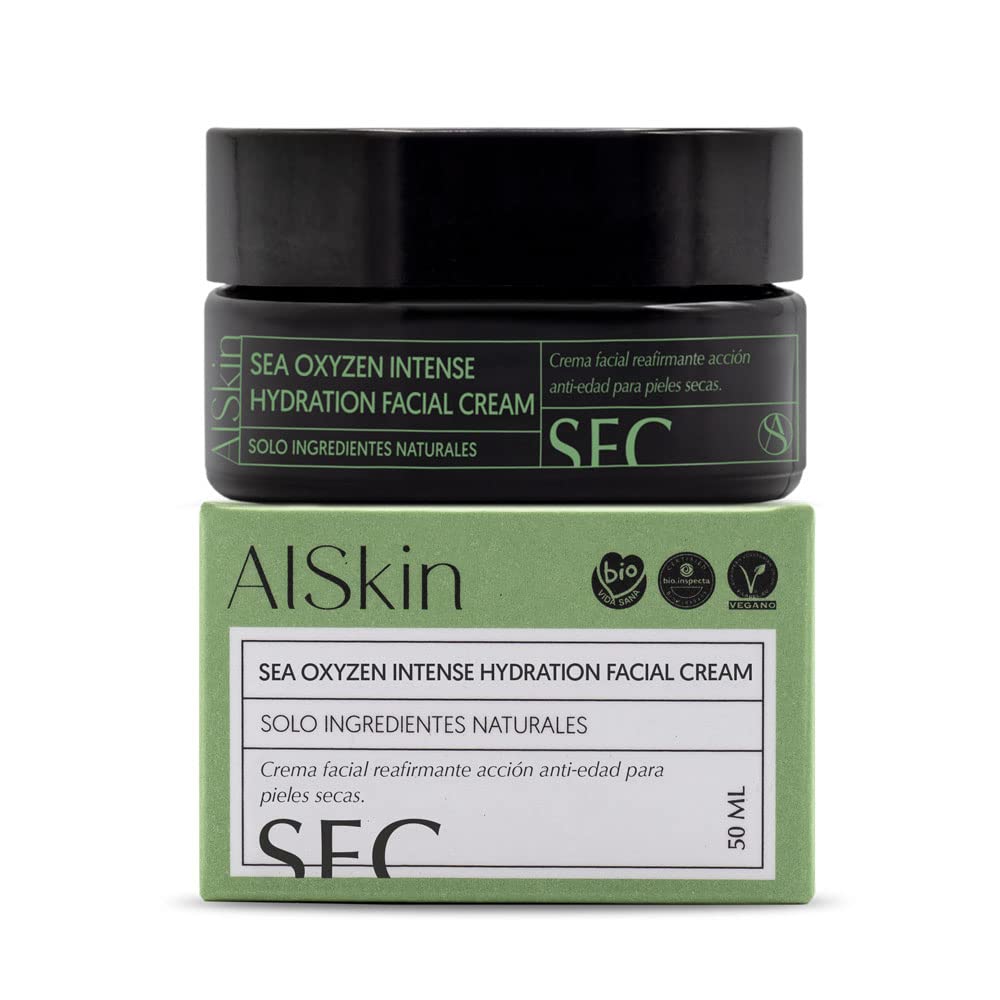 AlSkin
SEA OXYZEN INTENSE
HYDRATION FACIAL CREAM
SOLO INGREDIENTES NATURALES
Crema facial reafirmante acción
anti-edad para pieles secas.
SEC
AlSkin
bio
VIDA SANA
CERTIFIED
bio.inspecta
VEGANO
SEA OXYZEN INTENSE HYDRATION FACIAL CREAM
SOLO INGREDIENTES NATURALES
Crema facial reafirmante acción anti-edad para
pieles secas.
SEC
50 ML